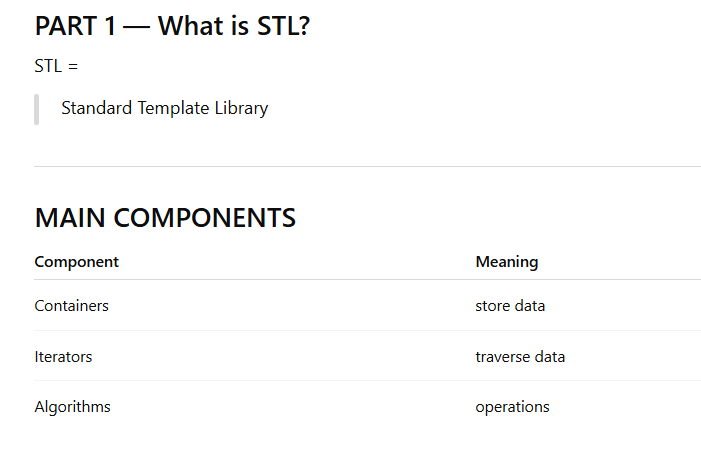 PART 1 — What is STL?
STL =
Standard Template Library
MAIN COMPONENTS
Component Meaning
Containers store data
Iterators traverse data
Algorithms operations